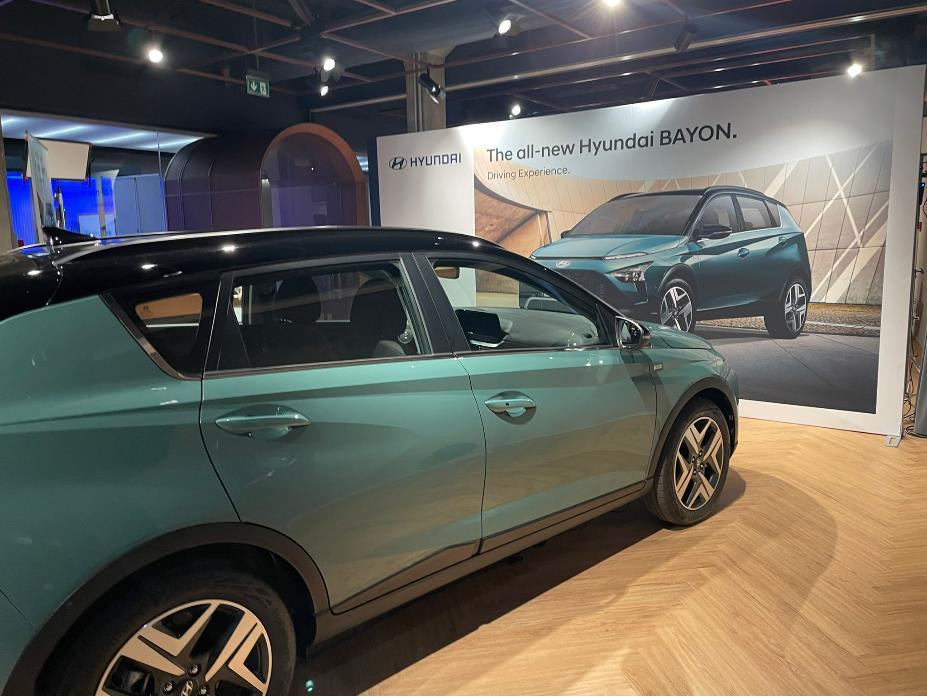 HYUNDAI
The all-new Hyundai BAYON.
Driving Experience.